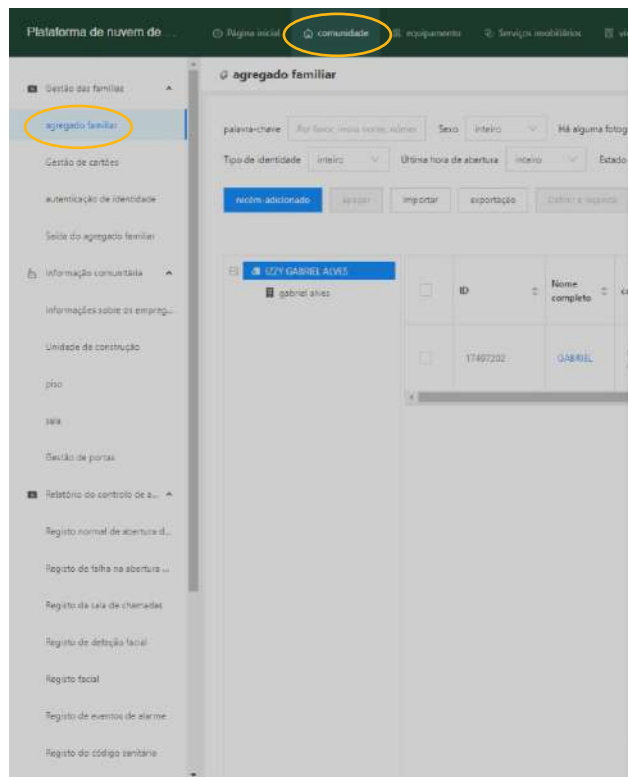 Plataforma de nuvem de ...
Página inicial
comunidade
equipamento
Serviços imobiliários
agregado familiar
Gestão das famílias
agregado familiar
Gestão de cartões
autenticação de identidade
Saída do agregado familiar
Informação comunitária
Informações sobre os empreg...
Unidade de construção
piso
sala
Gestão de portas
Relatório do controlo de a...
Registo normal de abertura d...
Registo de falha na abertura ...
Registo da sala de chamadas
Registo de deteção facial
Registo facial
Registo de eventos de alarme
Registo do código sanitário
palavra-chave Por favor, insira nome, Sexo inteiro Há alguma fotog
Tipo de identidade inteiro Última hora de abertura inteiro Estado
recém-adicionado apagar importar exportação
IZZY GABRIEL ALVES
gabriel alves
ID Nome completo
17497202 GABRIEL